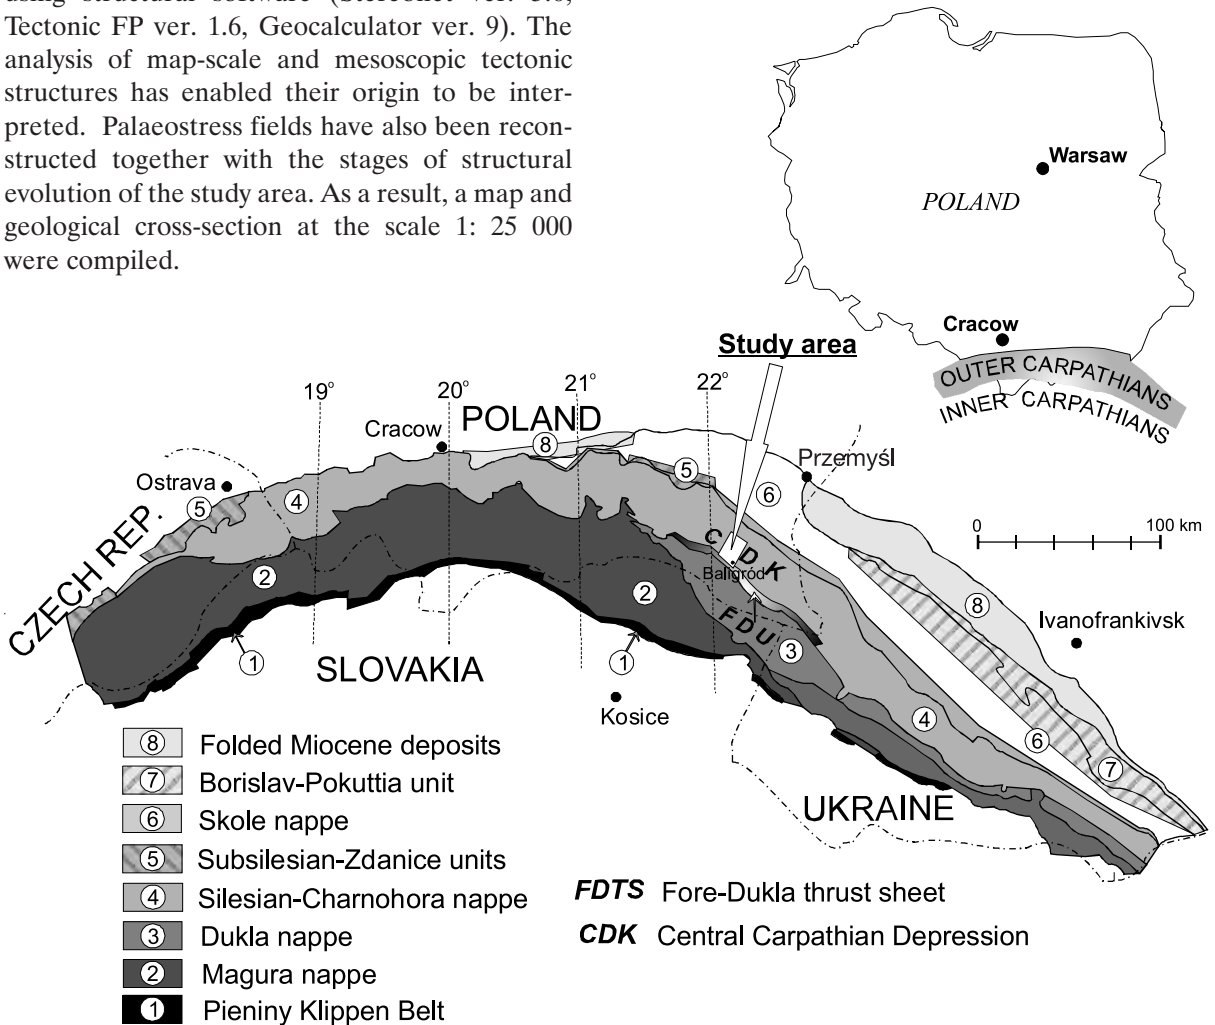 using structural software (Stereonet ver. 3.0,
Tectonic FP ver. 1.6, Geocalculator ver. 9). The
analysis of map-scale and mesoscopic tectonic
structures has enabled their origin to be inter-
preted. Palaeostress fields have also been recon-
structed together with the stages of structural
evolution of the study area. As a result, a map and
geological cross-section at the scale 1: 25 000
were compiled.
Warsaw
POLAND
Cracow
OUTER CARPATHIANS
INNER CARPATHIANS
Study area
19°
20°
21°
22°
POLAND
Cracow
8
Przemyśl
Ostrava
5
4
5
6
0 100 km
CZECH REP.
2
CDK
Baligród
2
FDU
3
8
Ivanofrankivsk
1
SLOVAKIA
1
Kosice
4
6
7
UKRAINE
8 Folded Miocene deposits
7 Borislav-Pokuttia unit
6 Skole nappe
5 Subsilesian-Zdanice units
4 Silesian-Charnohora nappe
3 Dukla nappe
2 Magura nappe
1 Pieniny Klippen Belt
FDTS Fore-Dukla thrust sheet
CDK Central Carpathian Depression